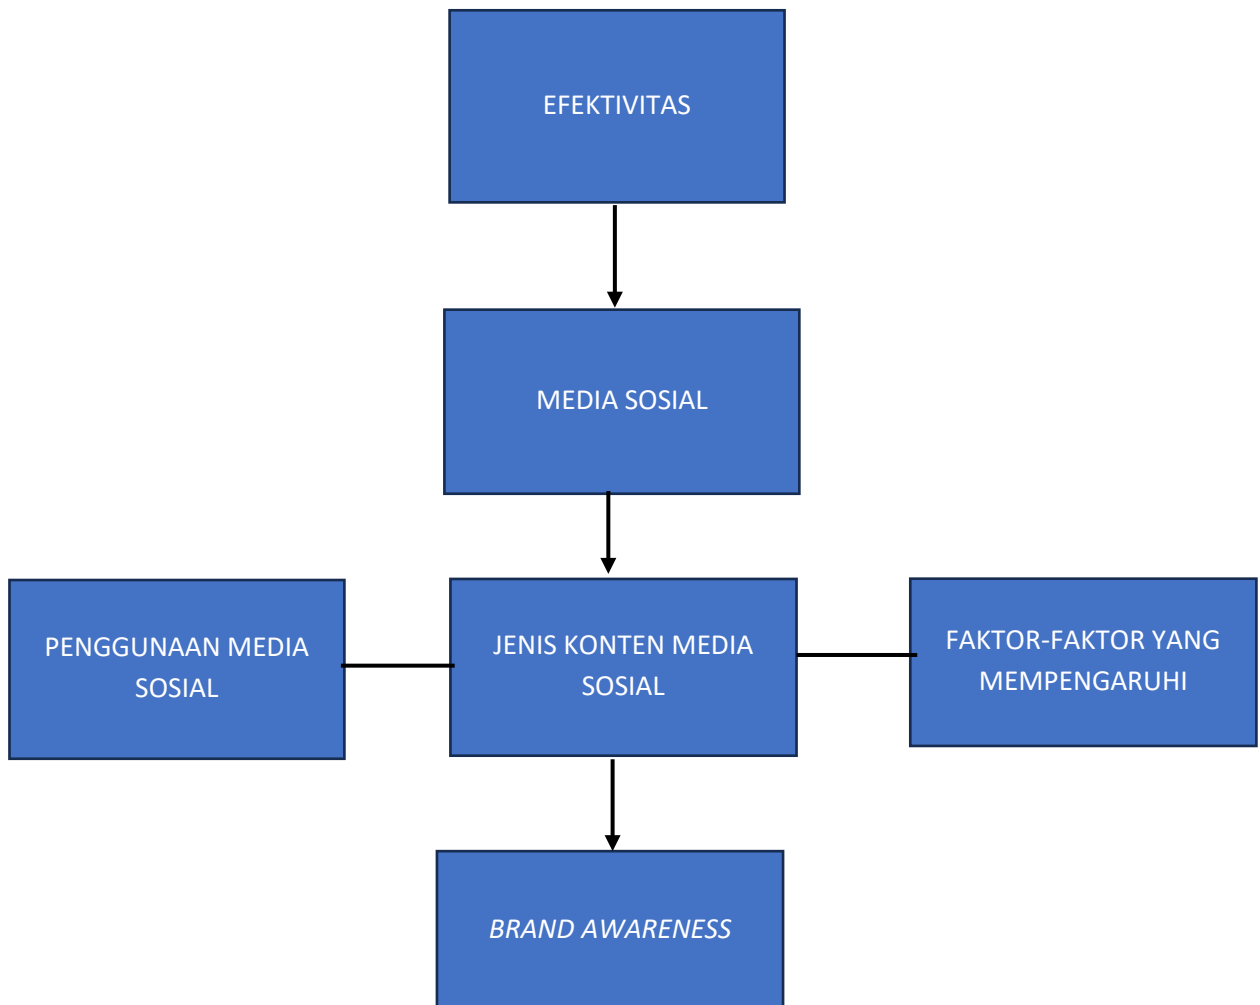 EFEKTIVITAS
MEDIA SOSIAL
PENGGUNAAN MEDIA
SOSIAL
JENIS KONTEN MEDIA
SOSIAL
FAKTOR-FAKTOR YANG
MEMPENGARUHI
BRAND AWARENESS